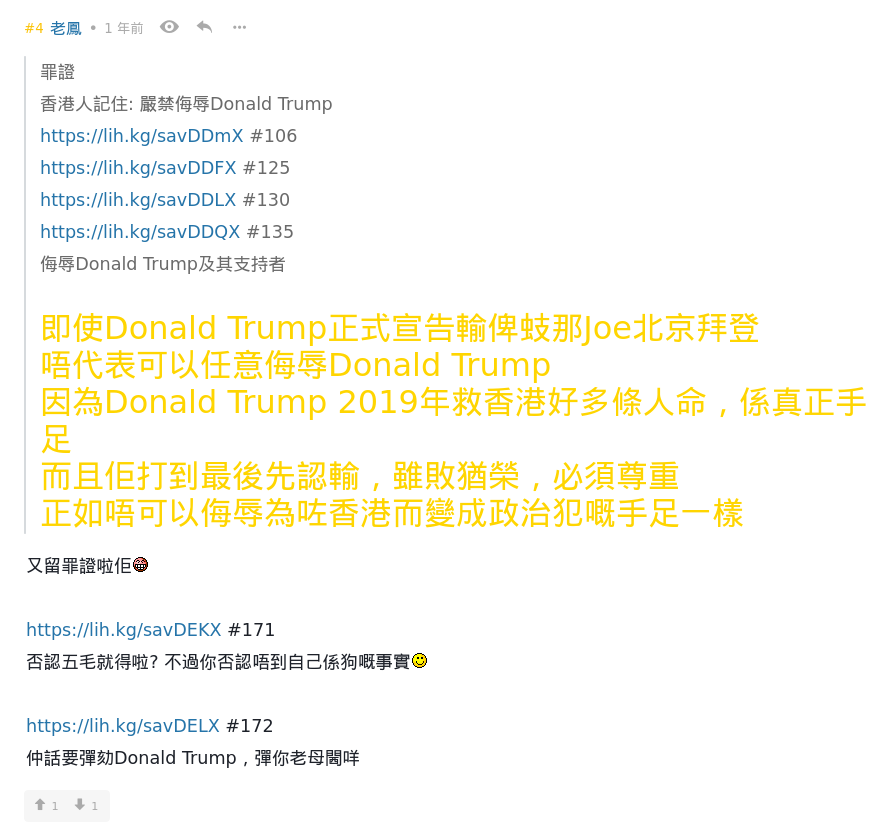 #4 老鳳 • 1 年前
罪證
香港人記住: 嚴禁侮辱Donald Trump
https://lih.kg/savDDmX #106
https://lih.kg/savDDFX #125
https://lih.kg/savDDLX #130
https://lih.kg/savDDQX #135
侮辱Donald Trump及其支持者
即使Donald Trump正式宣告輸俾蚑那Joe北京拜登
唔代表可以任意侮辱Donald Trump
因為Donald Trump 2019年救香港好多條人命，係真正手
足
而且佢打到最後先認輸，雖敗猶榮，必須尊重
正如唔可以侮辱為咗香港而變成政治犯嘅手足一樣
又留罪證啦佢
https://lih.kg/savDEKX #171
否認五毛就得啦? 不過你否認唔到自己係狗嘅事實
https://lih.kg/savDELX #172
仲話要彈劾Donald Trump，彈你老母閪咩
1 1